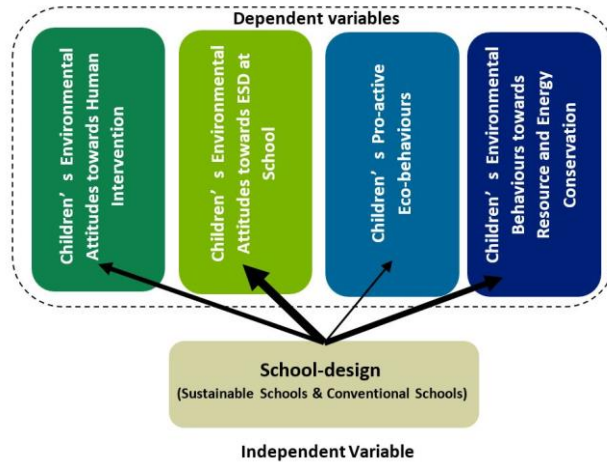 Dependent variables
Children’s Environmental
Attitudes towards Human
Intervention
Children’s Environmental
Attitudes towards ESD at
School
Children’s Pro-active
Eco-behaviours
Children’s Environmental
Behaviours towards
Resource and Energy
Conservation
School-design
(Sustainable Schools & Conventional Schools)
Independent Variable